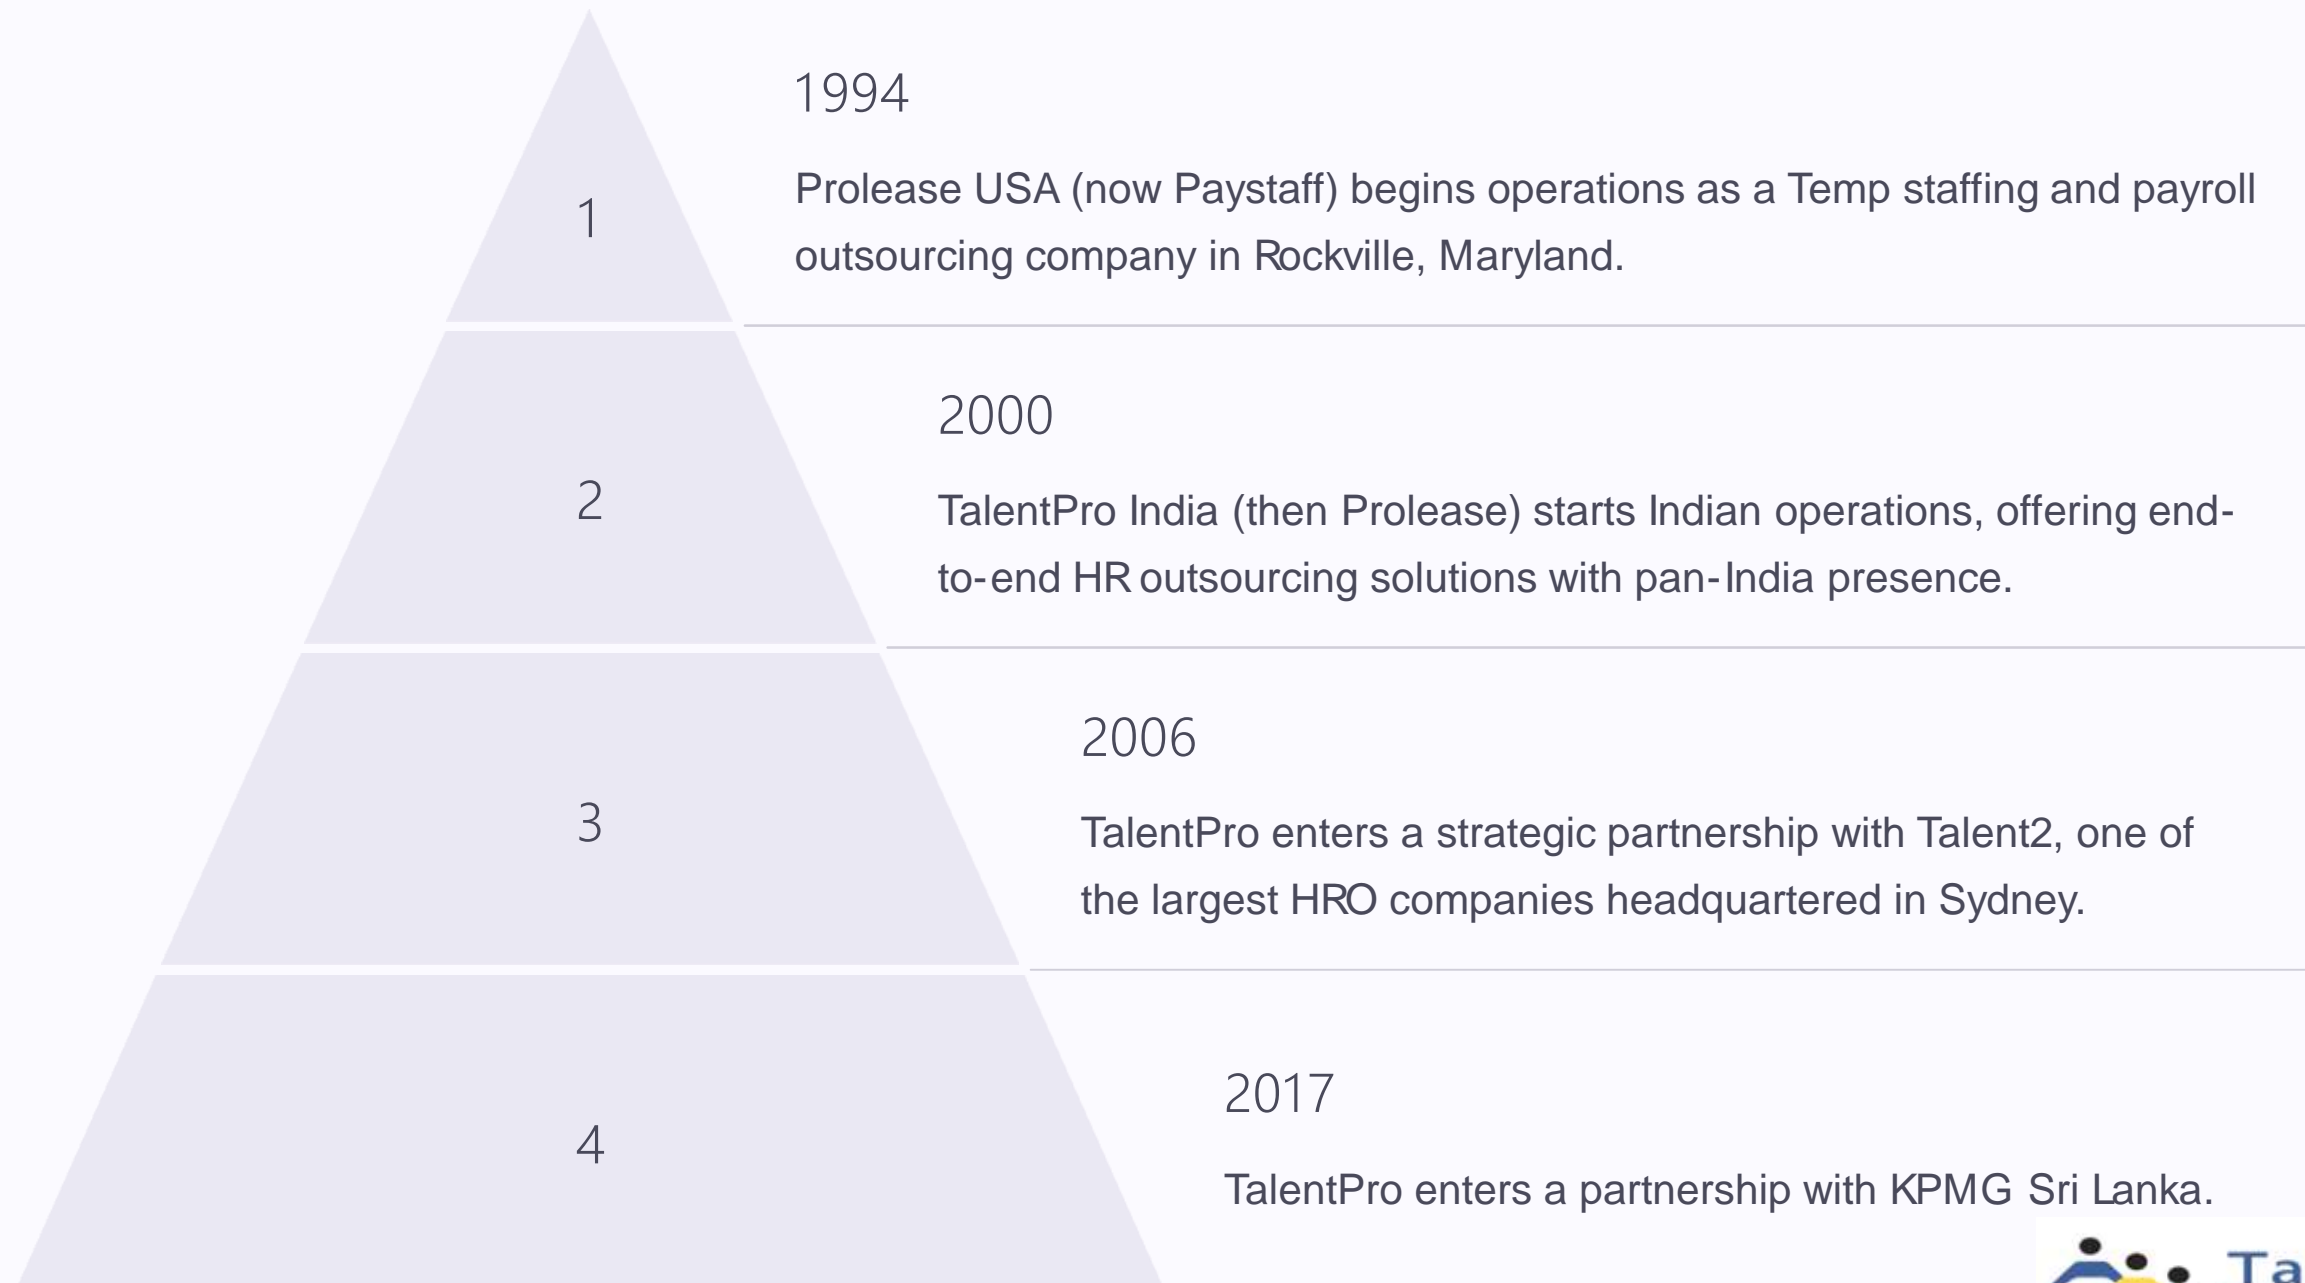 1
1994
Prolease USA (now Paystaff) begins operations as a Temp staffing and payroll
outsourcing company in Rockville, Maryland.
2
2000
TalentPro India (then Prolease) starts Indian operations, offering end-
to-end HR outsourcing solutions with pan-India presence.
3
2006
TalentPro enters a strategic partnership with Talent2, one of
the largest HRO companies headquartered in Sydney.
4
2017
TalentPro enters a partnership with KPMG Sri Lanka.